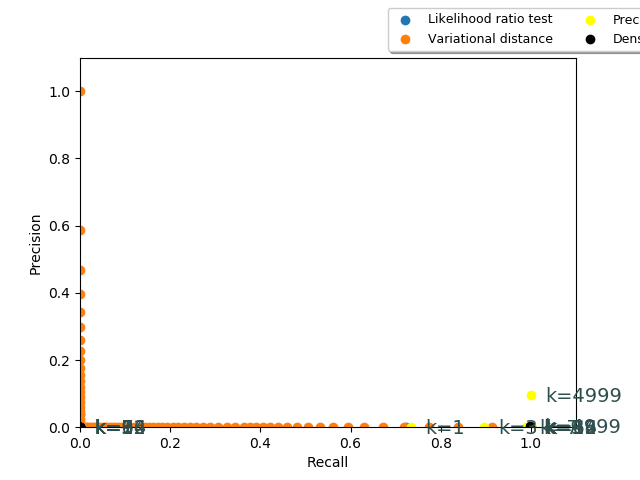 Likelihood ratio test Prec
Variational distance Dens
1.0
0.8
0.6
0.4
0.2
0.0
Precision
k=4999
k=1
0.0 0.2 0.4 0.6 0.8 1.0
Recall